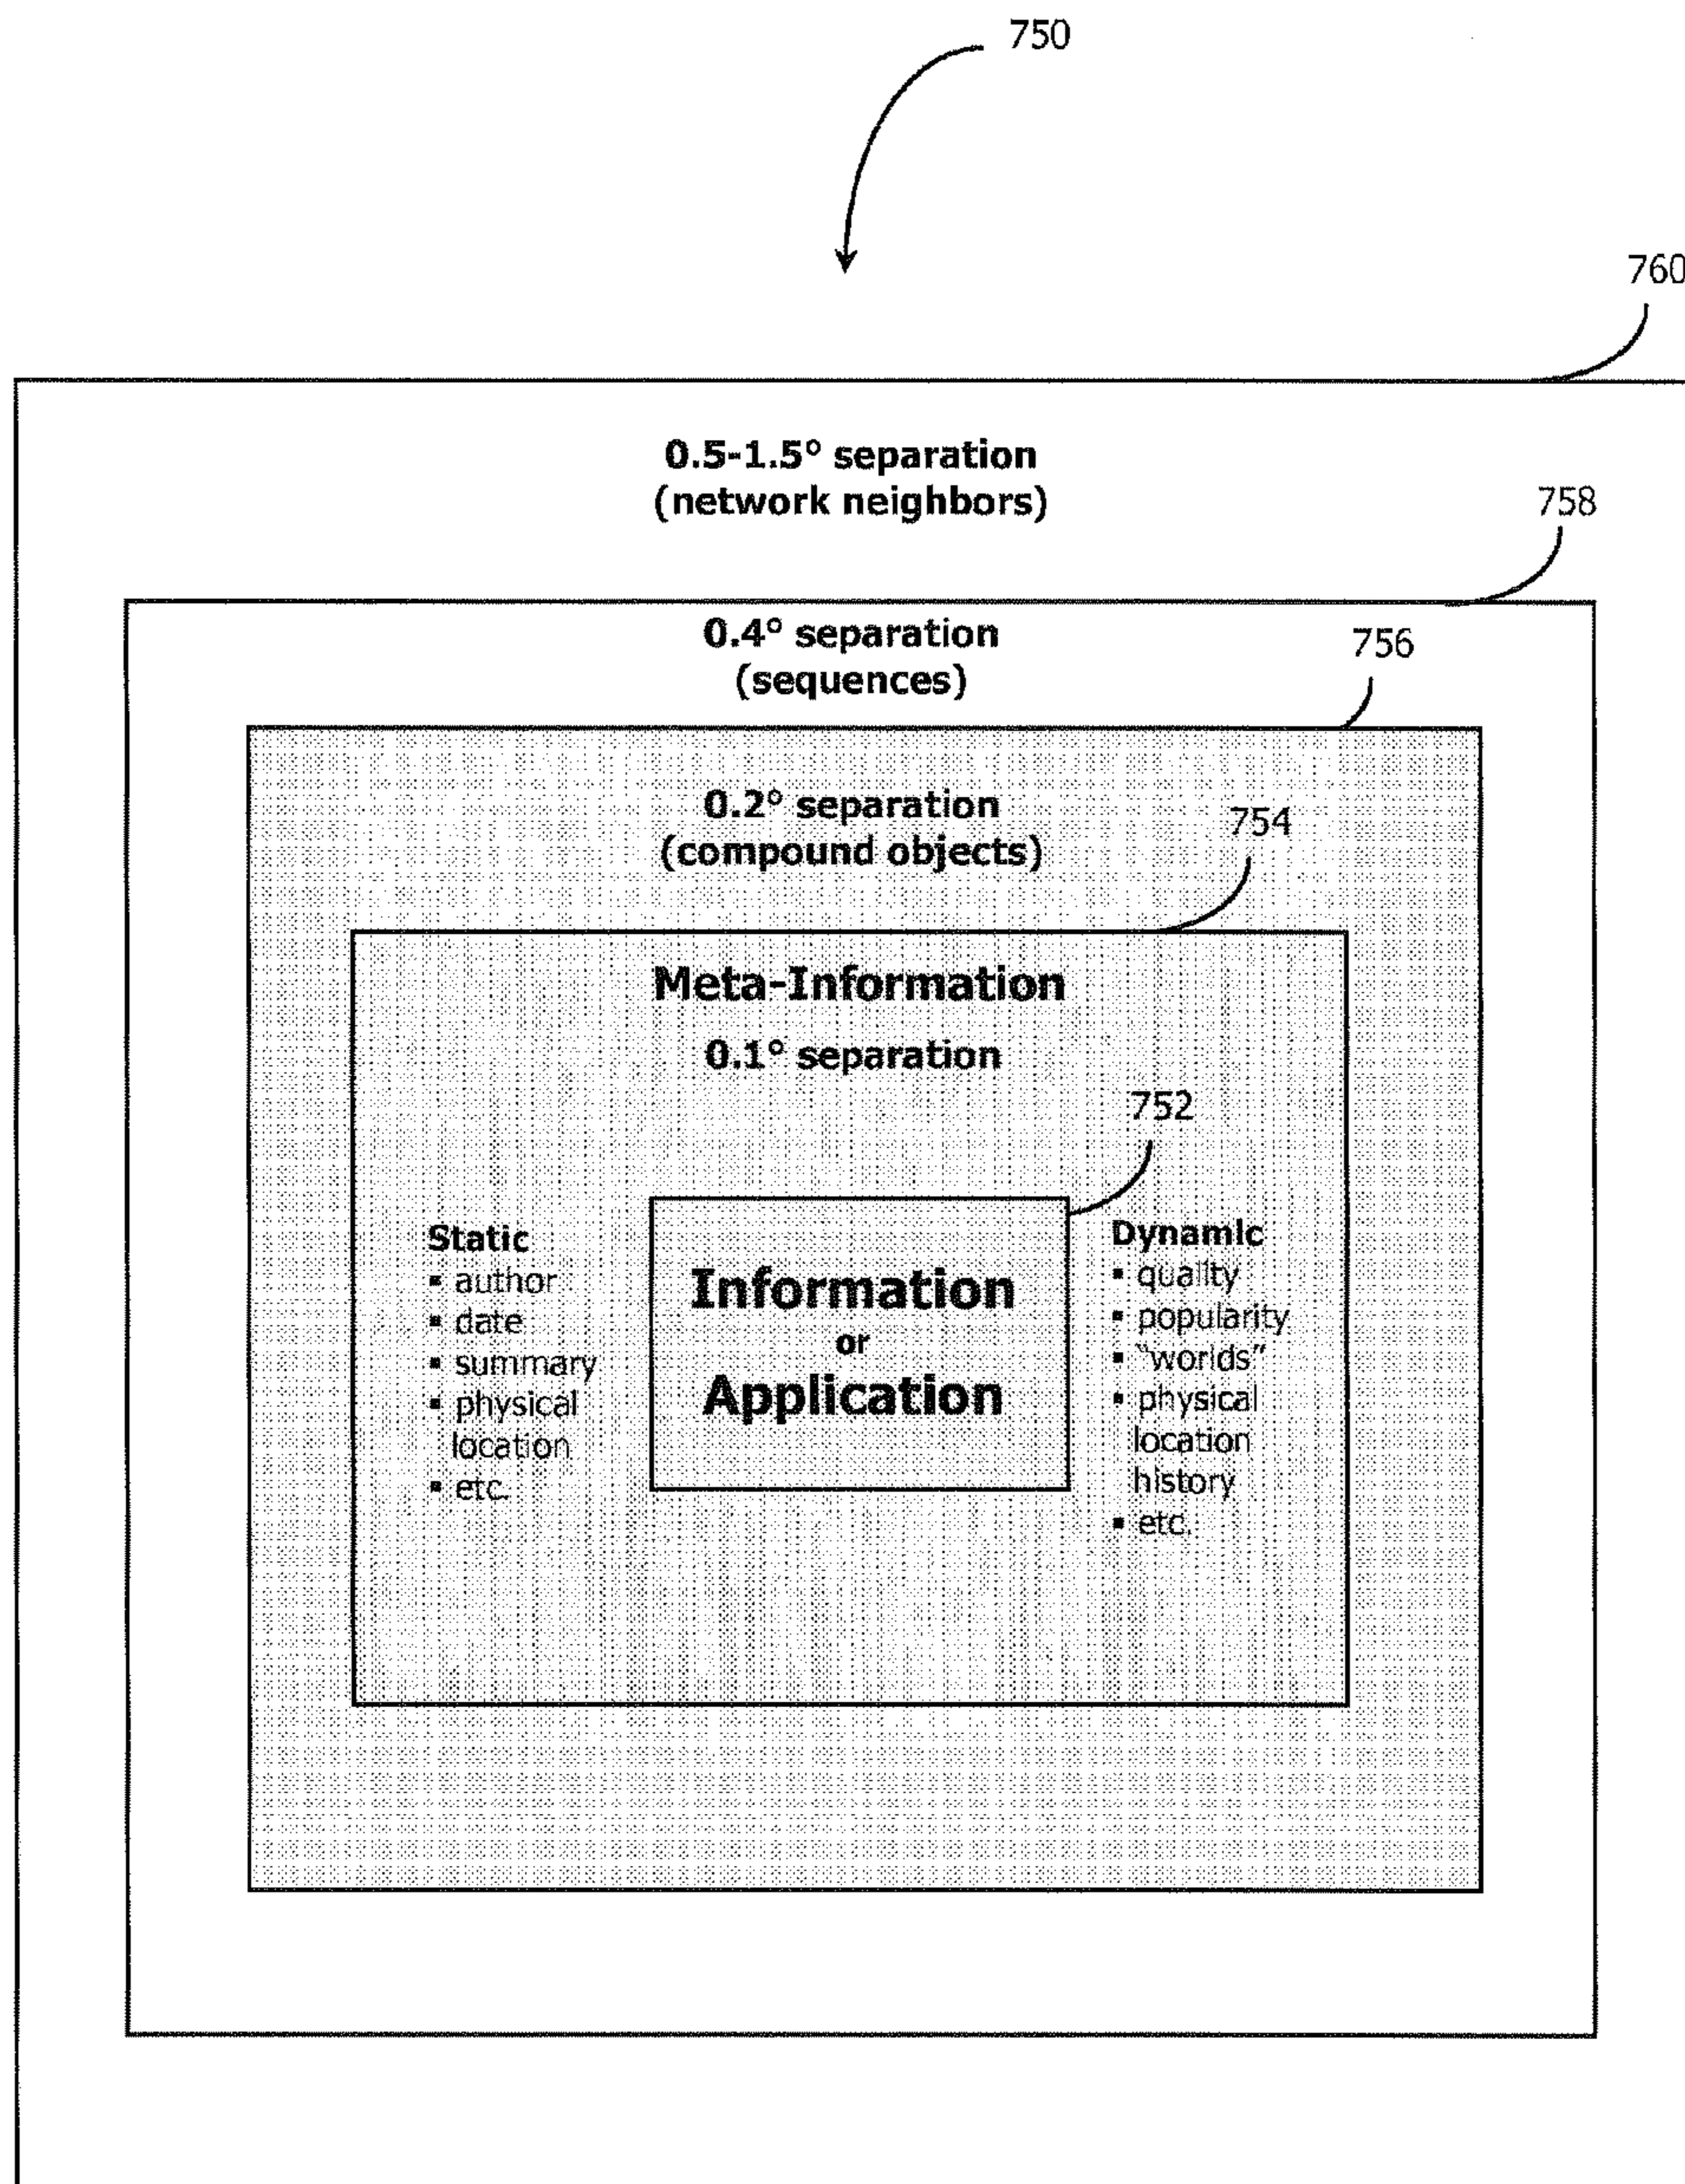 750
760
0.5-1.5° separation
(network neighbors)
758
0.4° separation
(sequences)
756
0.2° separation
(compound objects)
754
Meta-Information
0.1° separation
752
Static
▪ author
▪ date
▪ summary
▪ physical
location
▪ etc.
Information
or
Application
Dynamic
▪ quality
▪ popularity
▪ "worlds"
▪ physical
location
history
▪ etc.